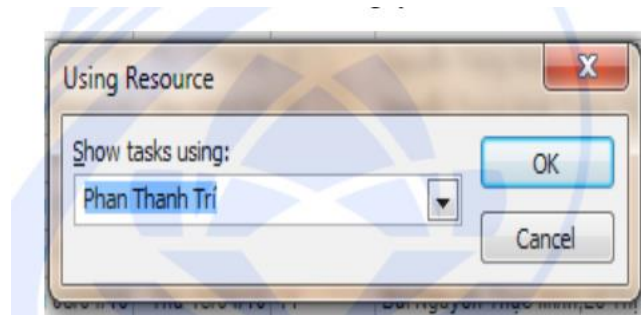 Using Resource
Show tasks using:
Phan Thanh Trí
OK
Cancel